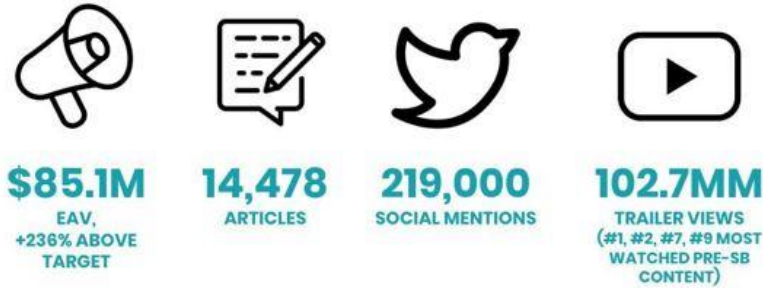 $85.1M
EAV,
+236% ABOVE
TARGET
14,478
ARTICLES
219,000
SOCIAL MENTIONS
102.7MM
TRAILER VIEWS
(#1, #2, #7, #9 MOST
WATCHED PRE-SB
CONTENT)